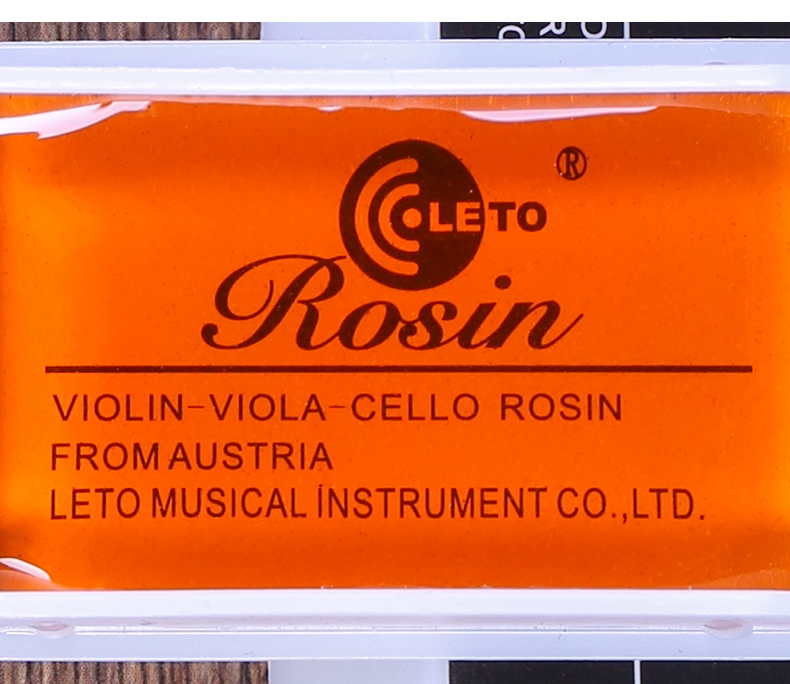 LETO ®
Rosin
VIOLIN-VIOLA-CELLO ROSIN
FROM AUSTRIA
LETO MUSICAL INSTRUMENT CO.,LTD.